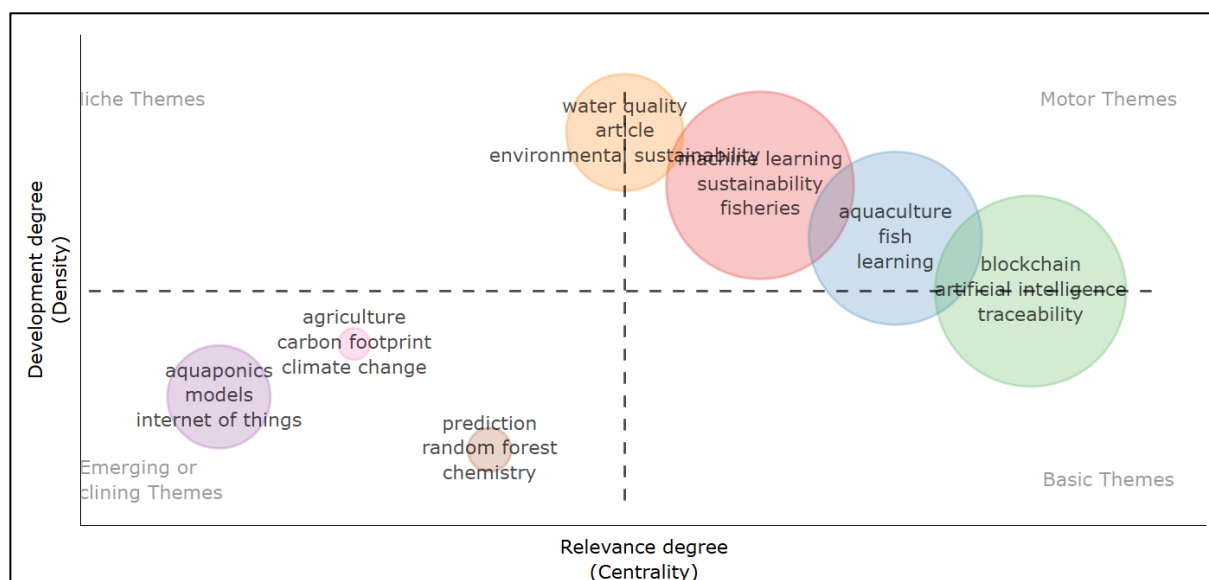 liche Themes
Motor Themes
water quality
article
environmental sustainability
machine learning
sustainability
fisheries
aquaculture
fish
learning
blockchain
artificial intelligence
traceability
agriculture
carbon footprint
climate change
aquaponics
models
internet of things
prediction
random forest
chemistry
Emerging or
clining Themes
Basic Themes
Development degree
(Density)
Relevance degree
(Centrality)